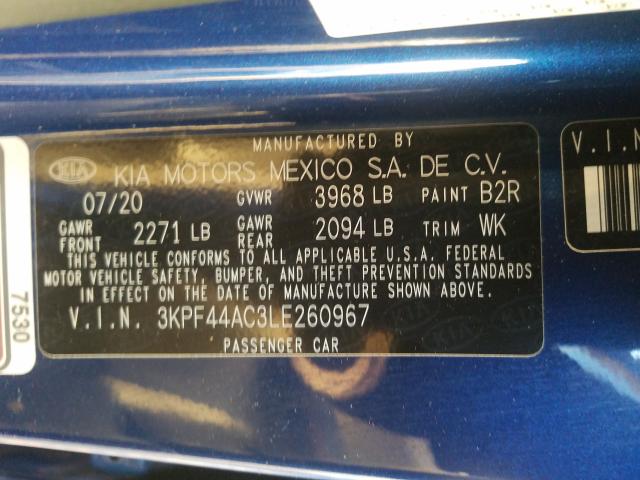 MANUFACTURED BY
KIA KIA MOTORS MEXICO S.A. DE C.V.
07/20 GVWR 3968 LB PAINT B2R
GAWR FRONT 2271 LB GAWR REAR 2094 LB TRIM WK
THIS VEHICLE CONFORMS TO ALL APPLICABLE U.S.A. FEDERAL
MOTOR VEHICLE SAFETY, BUMPER, AND THEFT PREVENTION STANDARDS
IN EFFECT ON THE DATE OF MANUFACTURE SHOWN ABOVE.
V.I.N. 3KPF44AC3LE260967
PASSENGER CAR
7530
V.I.N